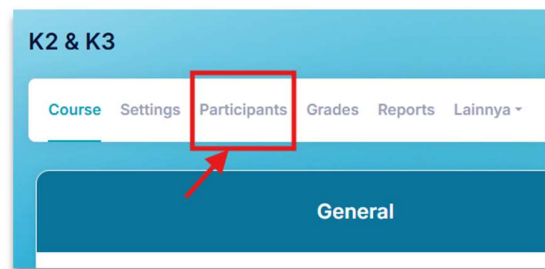 K2 & K3
Course Settings Participants Grades Reports Lainnya
General